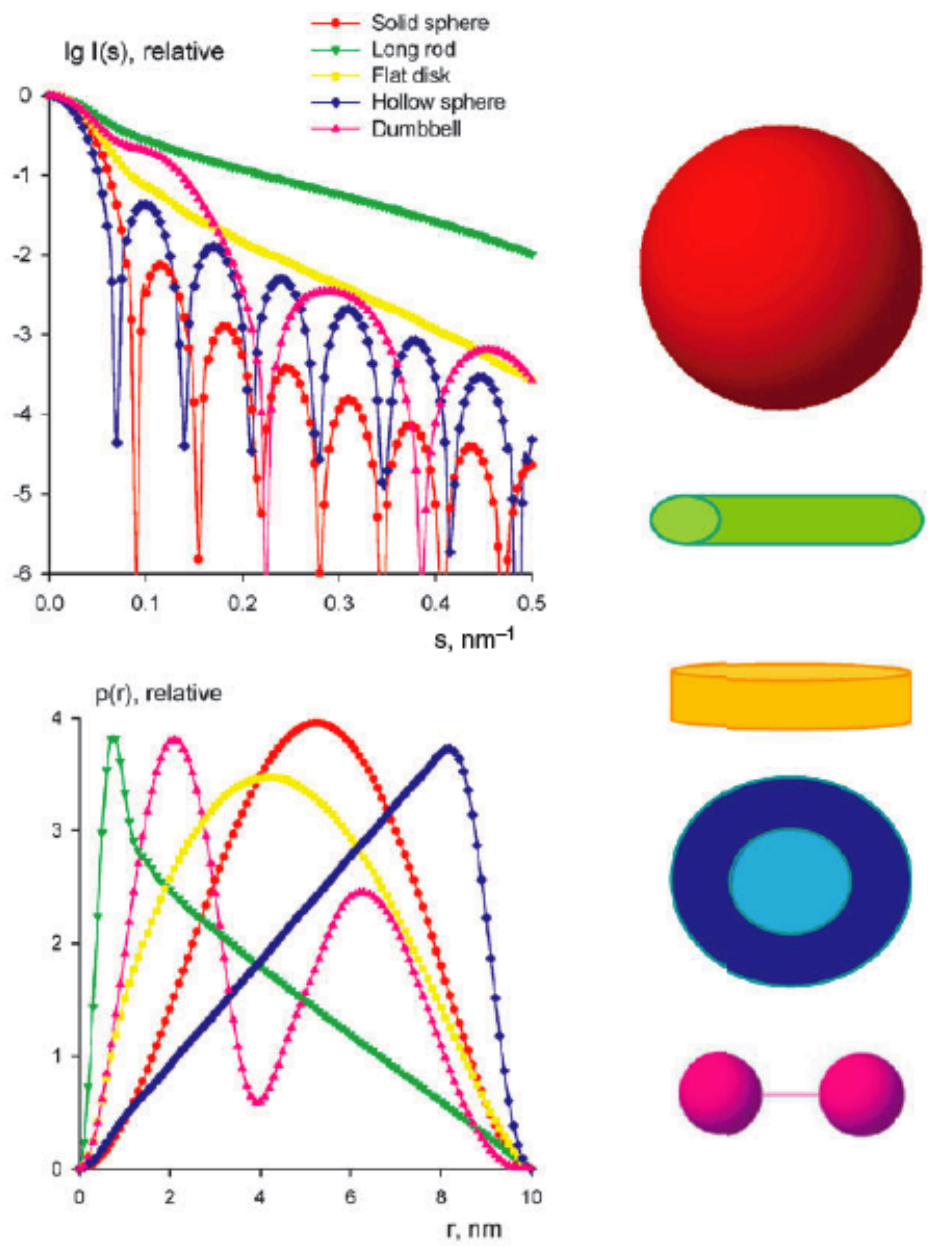 lg I(s), relative
Solid sphere
Long rod
Flat disk
Hollow sphere
Dumbbell
0
-1
-2
-3
-4
-5
-6
0.0 0.1 0.2 0.3 0.4 0.5
s, nm⁻¹
p(r), relative
4
3
2
1
0
0 2 4 6 8 10
r, nm